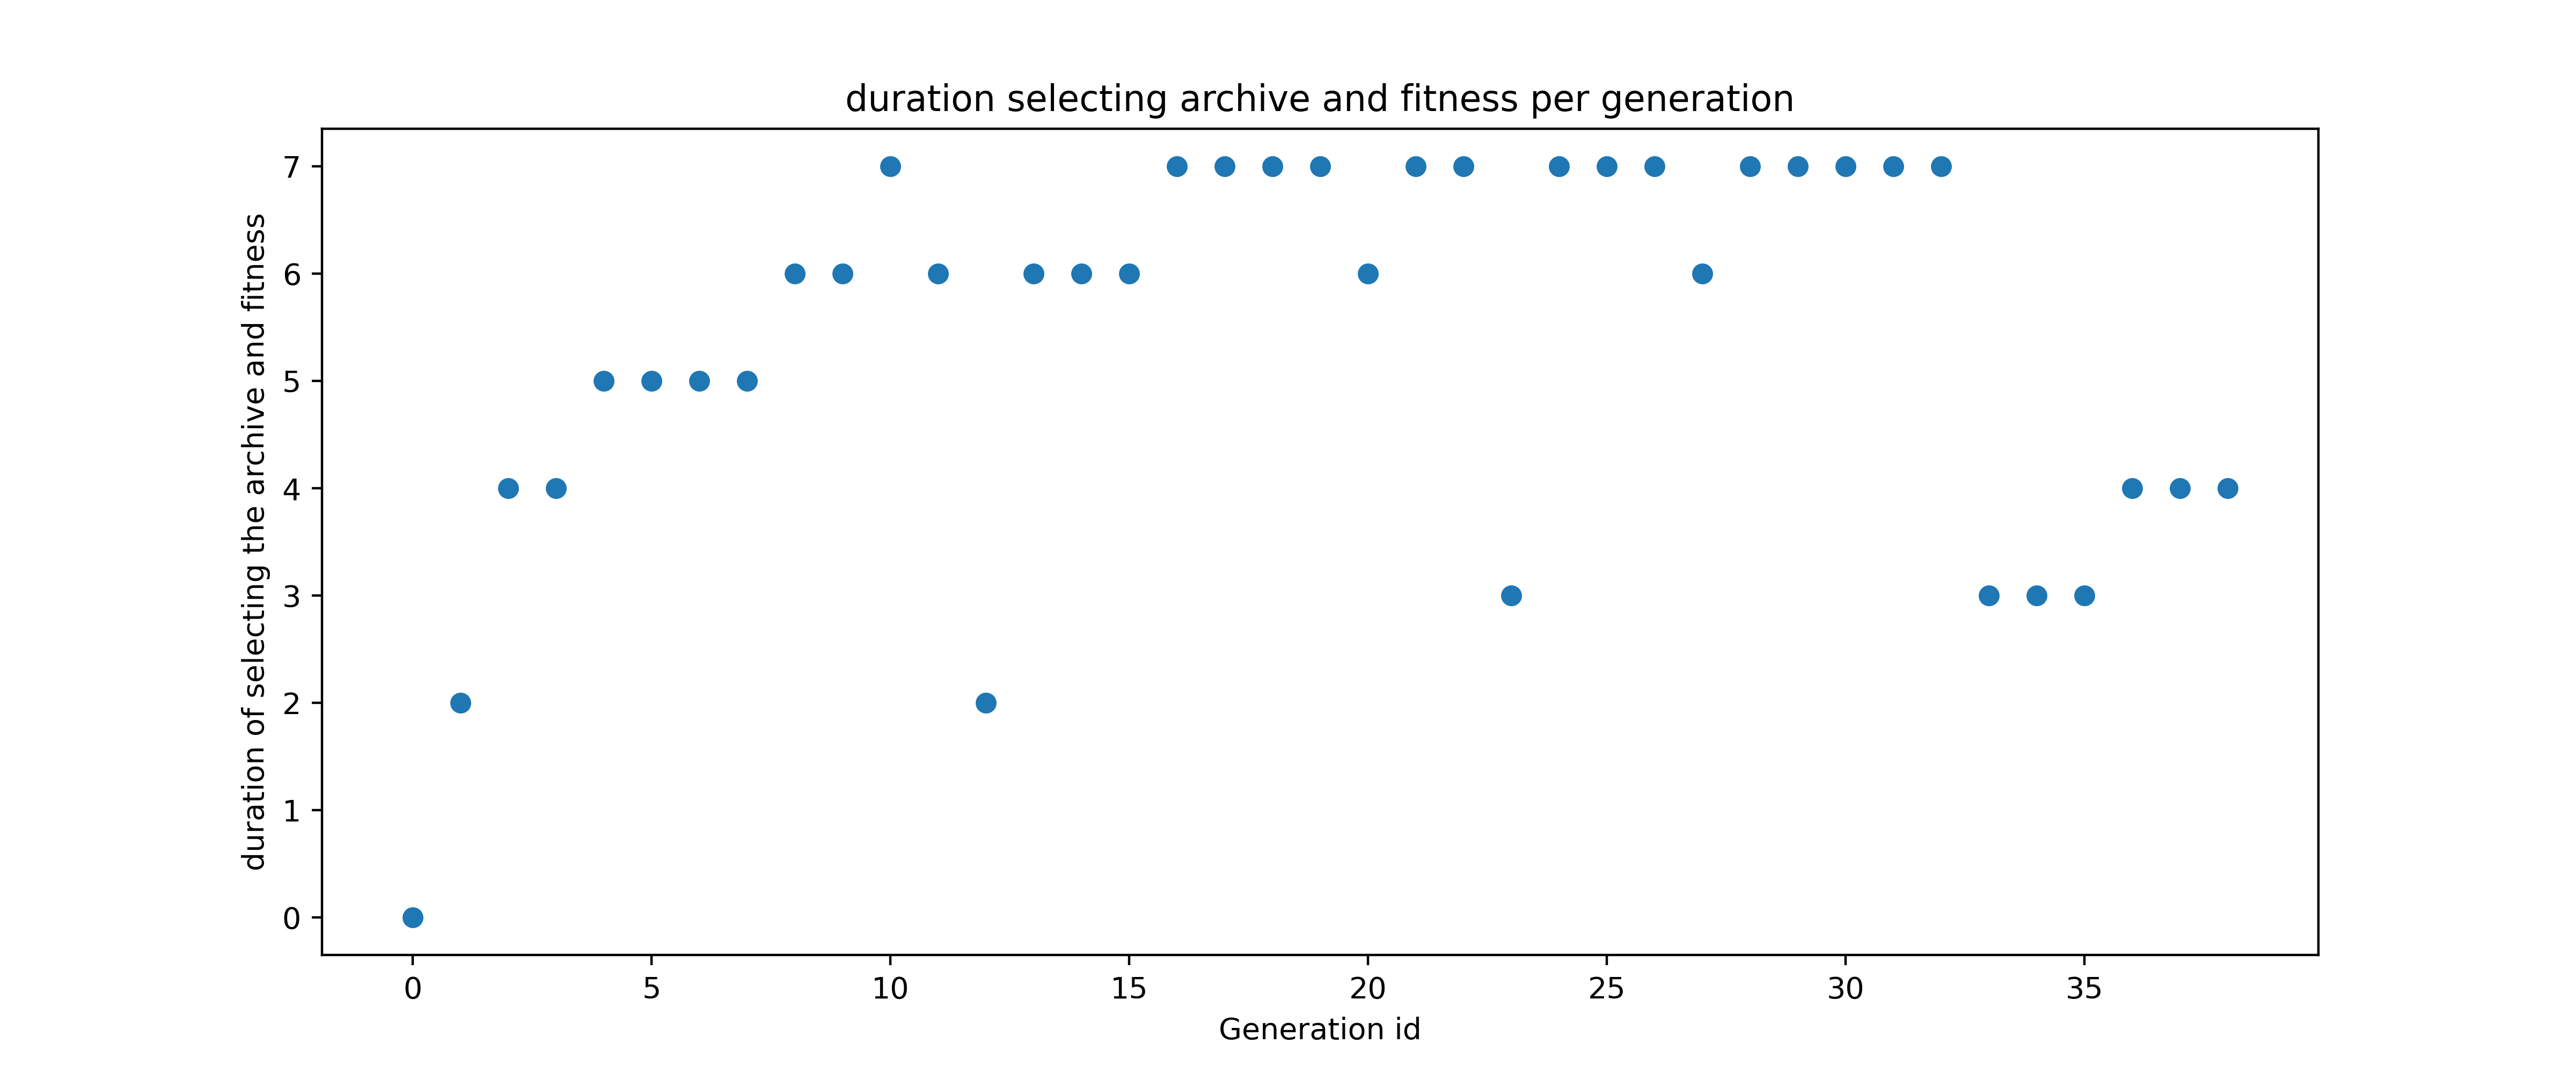 duration selecting archive and fitness per generation
duration of selecting the archive and fitness
7
6
5
4
3
2
1
0
0 5 10 15 20 25 30 35
Generation id